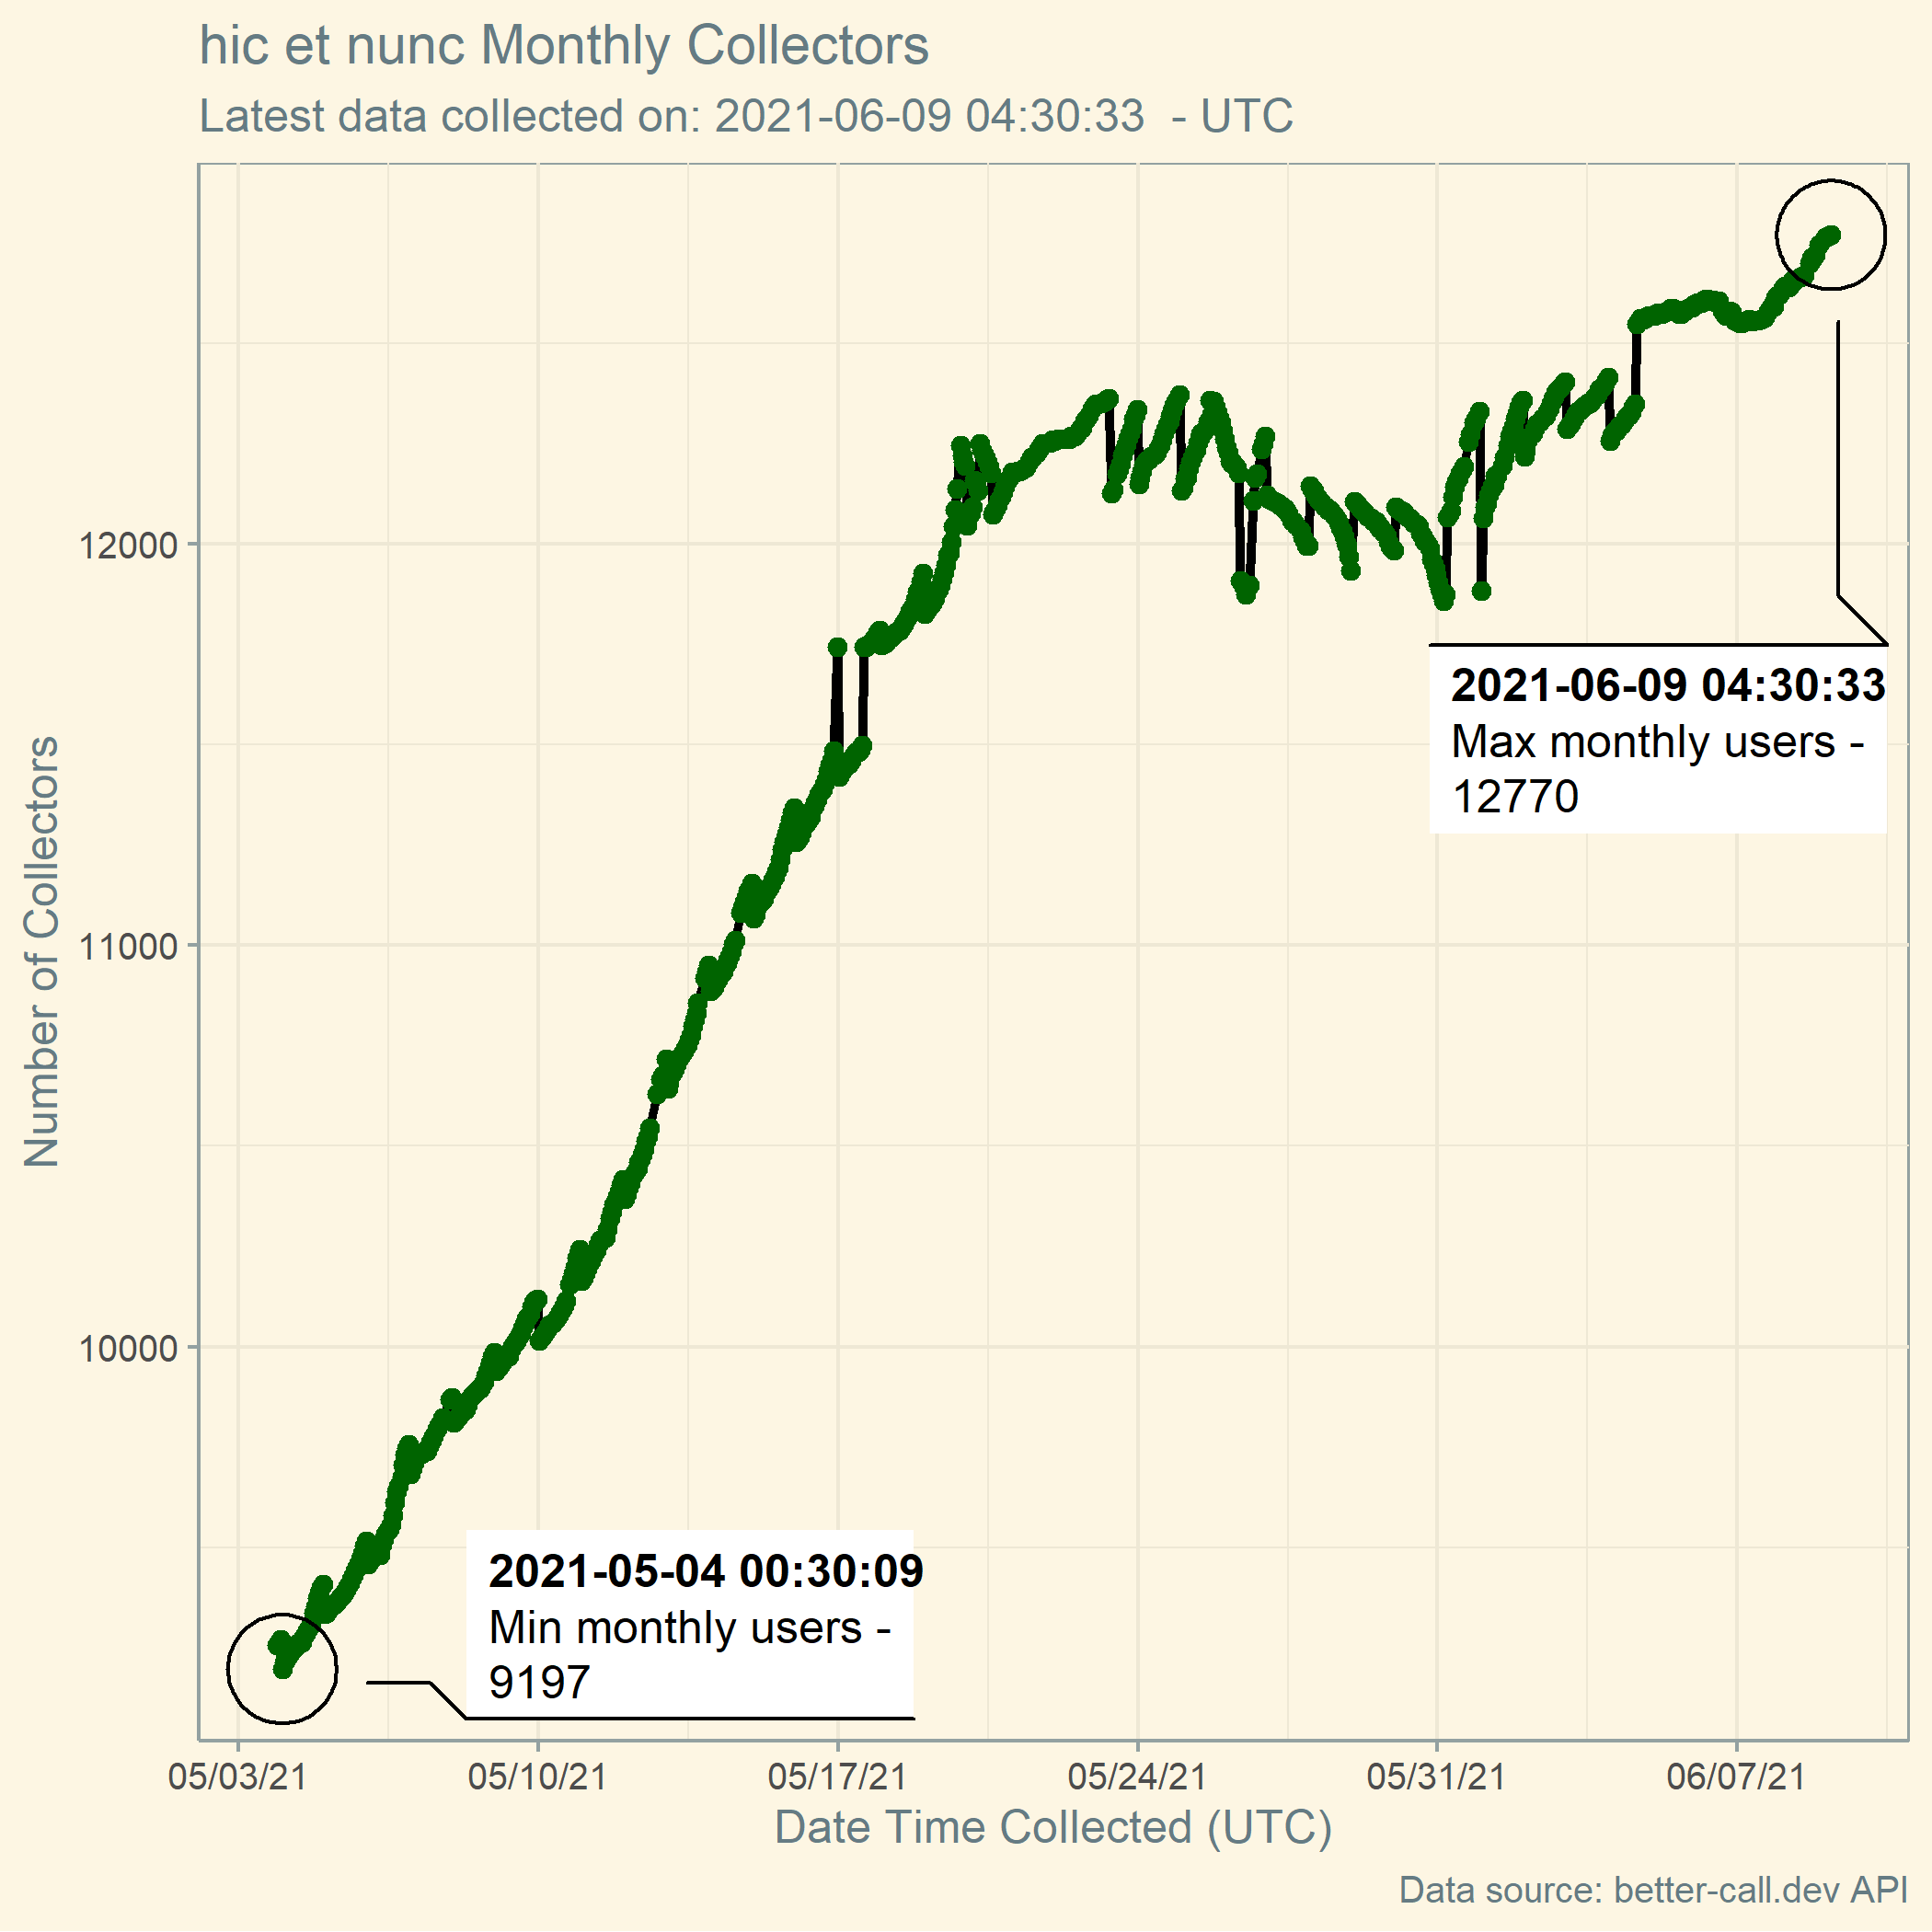 hic et nunc Monthly Collectors
Latest data collected on: 2021-06-09 04:30:33  - UTC
Number of Collectors
12000
11000
10000
2021-06-09 04:30:33
Max monthly users -
12770
2021-05-04 00:30:09
Min monthly users -
9197
05/03/21 05/10/21 05/17/21 05/24/21 05/31/21 06/07/21
Date Time Collected (UTC)
Data source: better-call.dev API